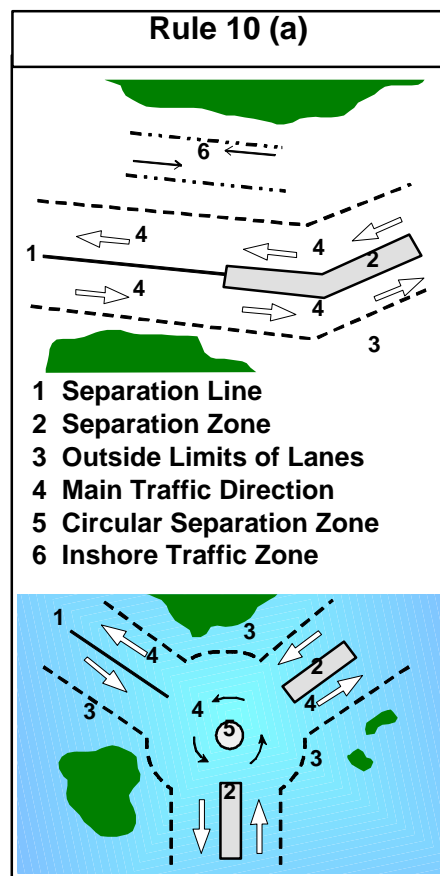 Rule 10 (a)
6
4
4
1
2
4
4
3
1 Separation Line
2 Separation Zone
3 Outside Limits of Lanes
4 Main Traffic Direction
5 Circular Separation Zone
6 Inshore Traffic Zone
1
3
4
2
3
4
4
5
3
2